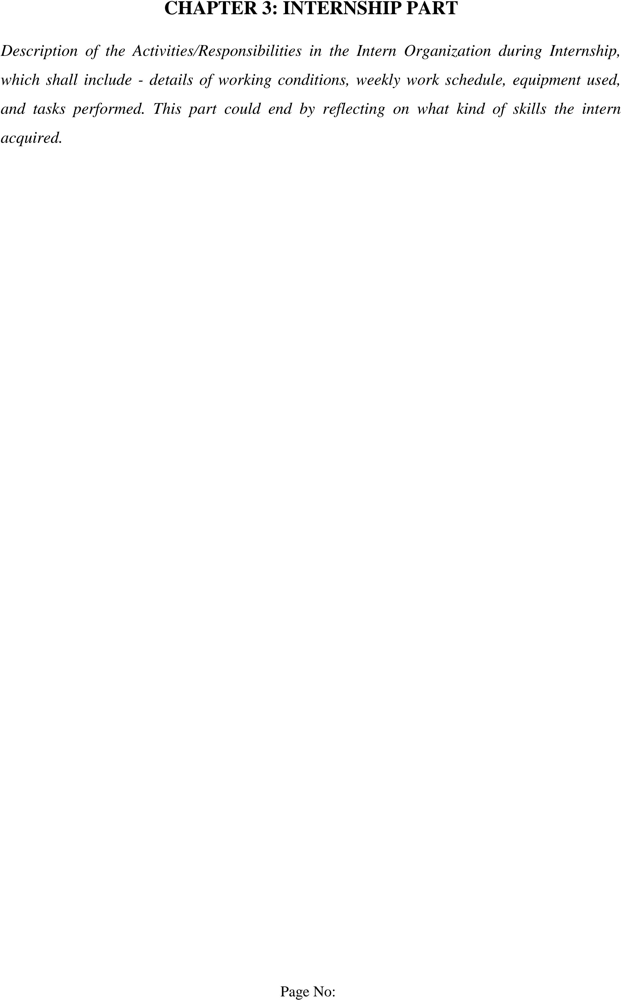 CHAPTER 3: INTERNSHIP PART
Description of the Activities/Responsibilities in the Intern Organization during Internship,
which shall include - details of working conditions, weekly work schedule, equipment used,
and tasks performed. This part could end by reflecting on what kind of skills the intern
acquired.
Page No: